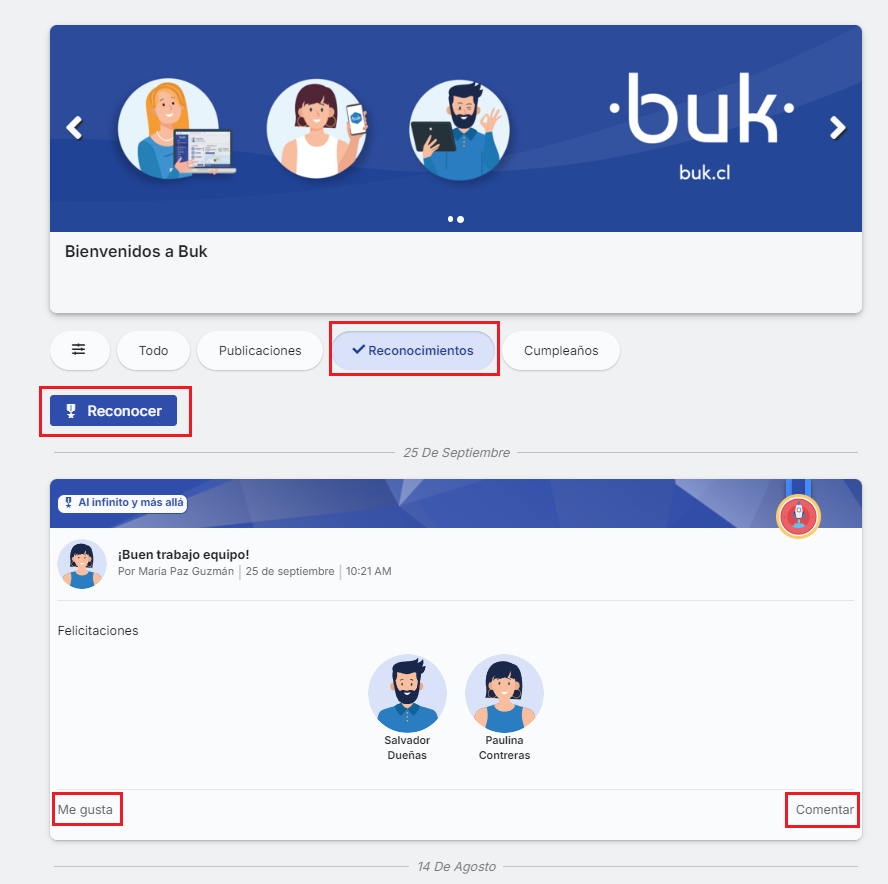 ·buk·
buk.cl
Bienvenidos a Buk
Todo
Publicaciones
Reconocimientos
Cumpleaños
Reconocer
25 De Septiembre
Al infinito y más allá
¡Buen trabajo equipo!
Por María Paz Guzmán | 25 de septiembre | 10:21 AM
Felicitaciones
Salvador
Dueñas
Paulina
Contreras
Me gusta
Comentar
14 De Agosto